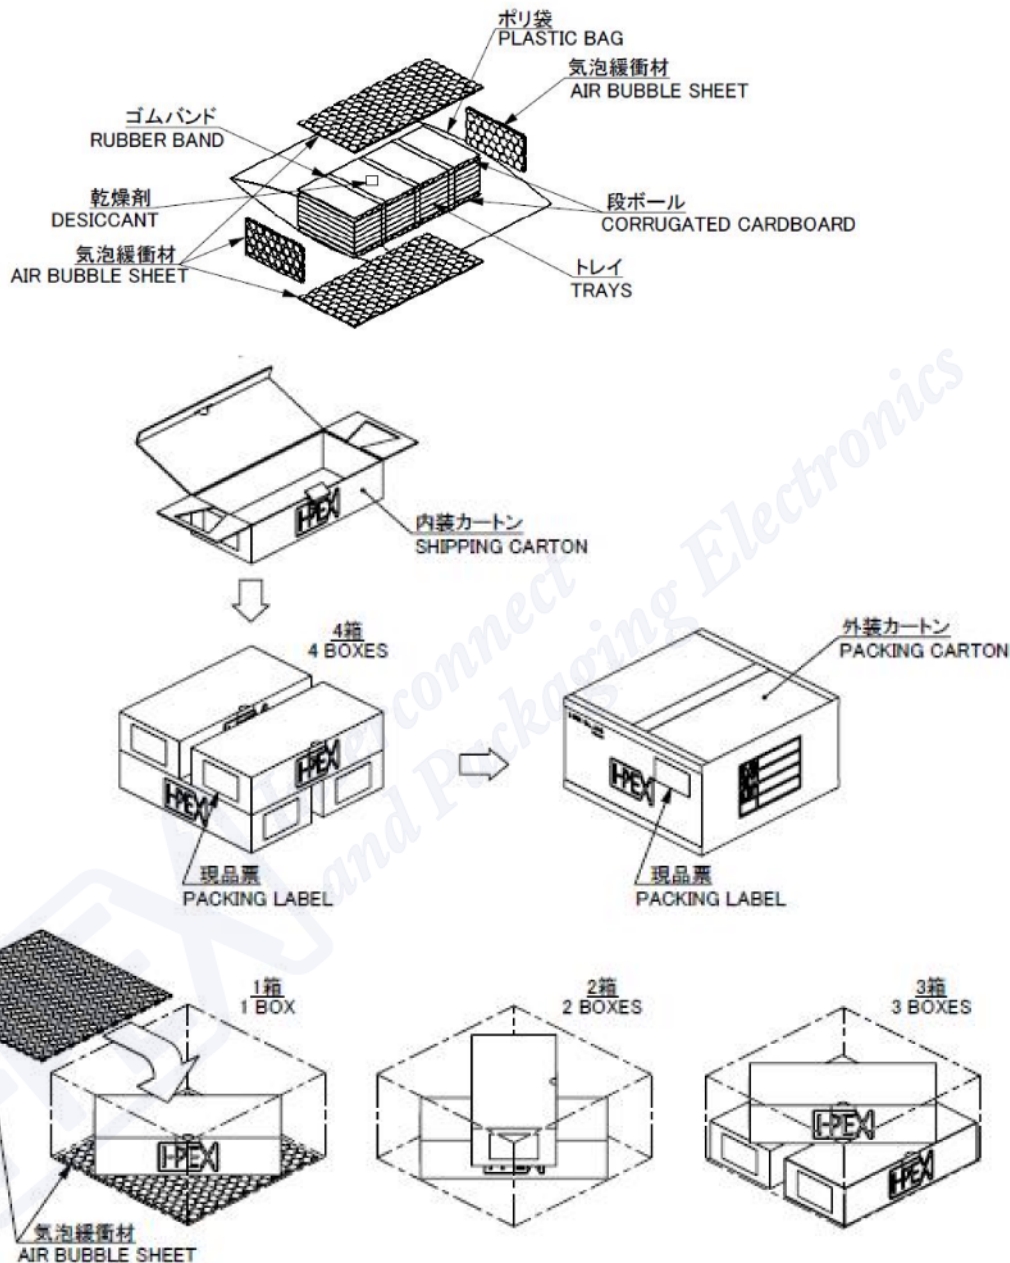 ポリ袋
PLASTIC BAG
気泡緩衝材
AIR BUBBLE SHEET
ゴムバンド
RUBBER BAND
乾燥剤
DESICCANT
段ボール
CORRUGATED CARDBOARD
気泡緩衝材
AIR BUBBLE SHEET
トレイ
TRAYS
I-PEX
内装カートン
SHIPPING CARTON
4箱
4 BOXES
外装カートン
PACKING CARTON
I-PEX
I-PEX
I-PEX
現品票
PACKING LABEL
現品票
PACKING LABEL
1箱
1 BOX
2箱
2 BOXES
3箱
3 BOXES
I-PEX
I-PEX
I-PEX
I-PEX
気泡緩衝材
AIR BUBBLE SHEET
I-PEX
Interconnect
and Packaging Electronics